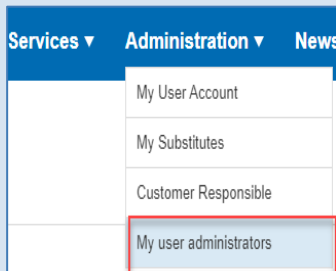 Services ▾ Administration ▾ News
My User Account
My Substitutes
Customer Responsible
My user administrators